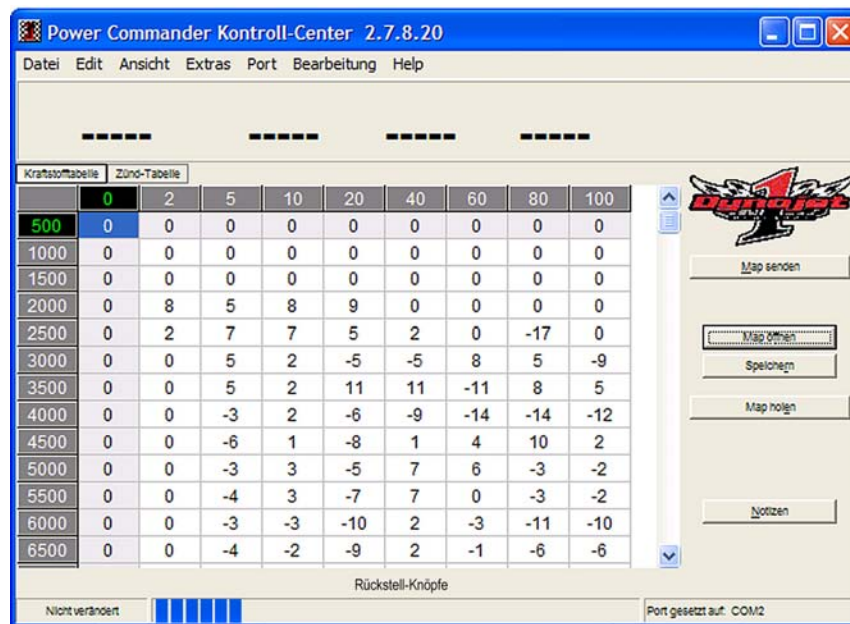 Power Commander Kontroll-Center 2.7.8.20
Datei Edit Ansicht Extras Port Bearbeitung Help
----- ----- ----- -----
Kraftstofftabelle Zünd-Tabelle
0 2 5 10 20 40 60 80 100
500 0 0 0 0 0 0 0 0 0
1000 0 0 0 0 0 0 0 0 0
1500 0 0 0 0 0 0 0 0 0
2000 0 8 5 8 9 0 0 0 0
2500 0 2 7 7 5 2 0 -17 0
3000 0 0 5 2 -5 -5 8 5 -9
3500 0 0 5 2 11 11 -11 8 5
4000 0 0 -3 2 -6 -9 -14 -14 -12
4500 0 0 -6 1 -8 1 4 10 2
5000 0 0 -3 3 -5 7 6 -3 -2
5500 0 0 -4 3 -7 7 0 -3 -2
6000 0 0 -3 -3 -10 2 -3 -11 -10
6500 0 0 -4 -2 -9 2 -1 -6 -6
Dynojet
Map senden
Map öffnen
Speichern
Map holen
Notizen
Rückstell-Knöpfe
Nicht verändert
Port gesetzt auf: COM2